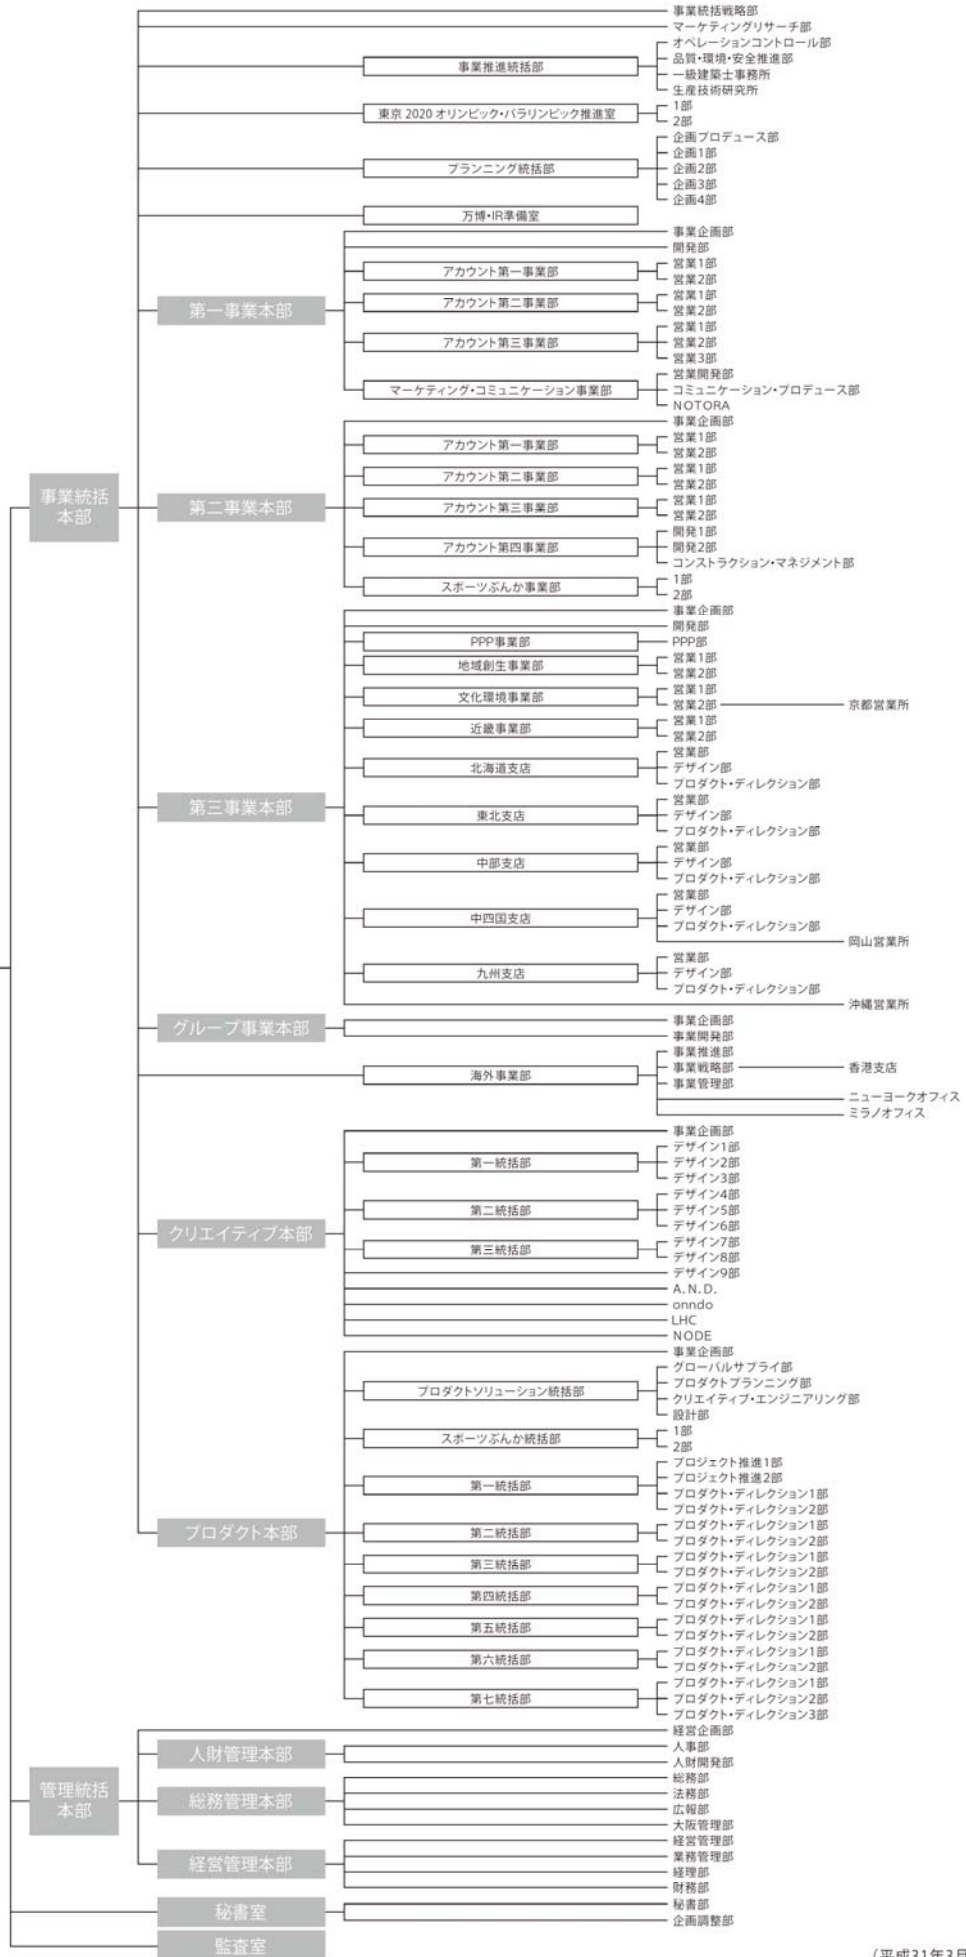 事業統括戦略部
マーケティングリサーチ部
事業推進統括部
オペレーションコントロール部
品質・環境・安全推進部
一級建築士事務所
生産技術研究所
東京2020オリンピック・パラリンピック推進室
1部
2部
プランニング統括部
企画プロデュース部
企画1部
企画2部
企画3部
企画4部
万博・IR準備室
第一事業本部
事業企画部
開発部
アカウント第一事業部
営業1部
営業2部
アカウント第二事業部
営業1部
営業2部
アカウント第三事業部
営業1部
営業2部
営業3部
マーケティング・コミュニケーション事業部
営業開発部
コミュニケーション・プロデュース部
NOTORA
事業統括
本部
第二事業本部
事業企画部
アカウント第一事業部
営業1部
営業2部
アカウント第二事業部
営業1部
営業2部
アカウント第三事業部
営業1部
営業2部
アカウント第四事業部
開発1部
開発2部
コンストラクション・マネジメント部
スポーツぶんか事業部
1部
2部
第三事業本部
事業企画部
開発部
PPP事業部
PPP部
地域創生事業部
営業1部
営業2部
文化環境事業部
営業1部
営業2部
京都営業所
近畿事業部
営業1部
営業2部
北海道支店
営業部
デザイン部
プロダクト・ディレクション部
東北支店
営業部
デザイン部
プロダクト・ディレクション部
中部支店
営業部
デザイン部
プロダクト・ディレクション部
中四国支店
営業部
デザイン部
プロダクト・ディレクション部
岡山営業所
九州支店
営業部
デザイン部
プロダクト・ディレクション部
沖縄営業所
グループ事業本部
事業企画部
事業開発部
海外事業部
事業推進部
事業戦略部
香港支店
事業管理部
ニューヨークオフィス
ミラノオフィス
クリエイティブ本部
事業企画部
第一統括部
デザイン1部
デザイン2部
デザイン3部
第二統括部
デザイン4部
デザイン5部
デザイン6部
第三統括部
デザイン7部
デザイン8部
デザイン9部
A.N.D.
onndo
LHC
NODE
プロダクト本部
事業企画部
プロダクトソリューション統括部
グローバルサプライ部
プロダクトプランニング部
クリエイティブ・エンジニアリング部
設計部
スポーツぶんか統括部
1部
2部
第一統括部
プロジェクト推進1部
プロジェクト推進2部
プロダクト・ディレクション1部
プロダクト・ディレクション2部
第二統括部
プロダクト・ディレクション1部
プロダクト・ディレクション2部
第三統括部
プロダクト・ディレクション1部
プロダクト・ディレクション2部
第四統括部
プロダクト・ディレクション1部
プロダクト・ディレクション2部
第五統括部
プロダクト・ディレクション1部
プロダクト・ディレクション2部
第六統括部
プロダクト・ディレクション1部
プロダクト・ディレクション2部
第七統括部
プロダクト・ディレクション1部
プロダクト・ディレクション2部
プロダクト・ディレクション3部
管理統括
本部
経営企画部
人財管理本部
人事部
人財開発部
総務管理本部
総務部
法務部
広報部
大阪管理部
経営管理本部
経営管理部
業務管理部
経理部
財務部
秘書室
秘書部
企画調整部
監査室
(平成31年3月